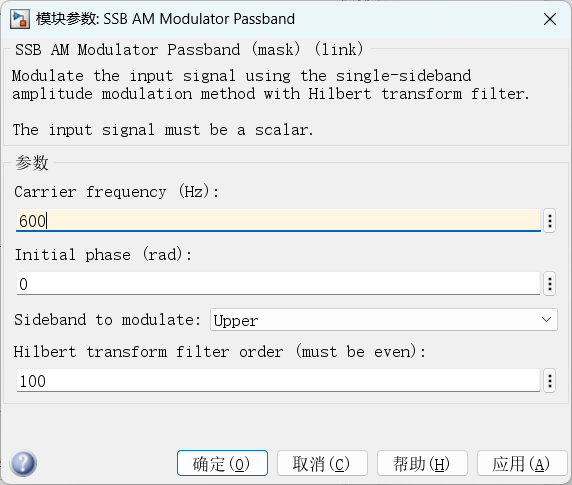 模块参数: SSB AM Modulator Passband
SSB AM Modulator Passband (mask) (link)
Modulate the input signal using the single-sideband
amplitude modulation method with Hilbert transform filter.
The input signal must be a scalar.
参数
Carrier frequency (Hz):
600
Initial phase (rad):
0
Sideband to modulate: Upper
Hilbert transform filter order (must be even):
100
确定(O) 取消(C) 帮助(H) 应用(A)